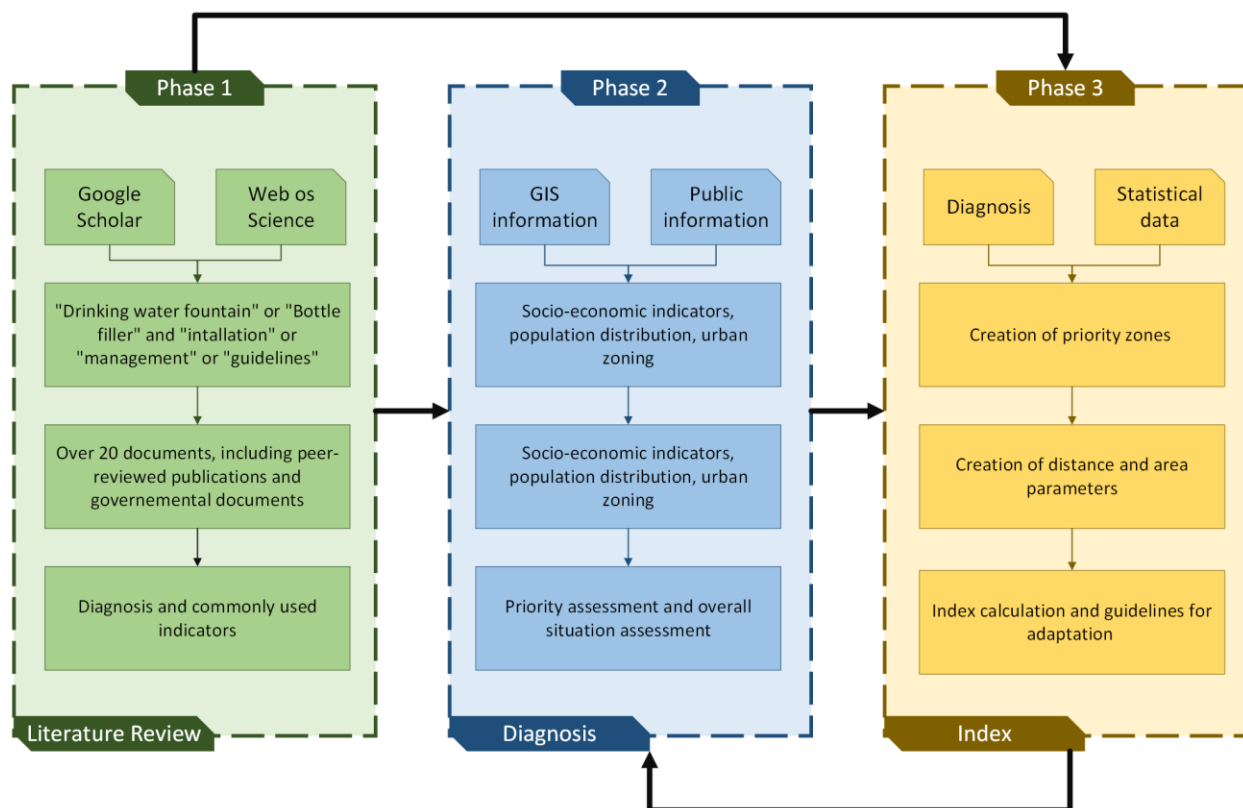 Phase 1
Google
Scholar
Web os
Science
"Drinking water fountain" or "Bottle
filler" and "intallation" or
"management" or "guidelines"
Over 20 documents, including peer-
reviewed publications and
governemental documents
Diagnosis and commonly used
indicators
Literature Review
Phase 2
GIS
information
Public
information
Socio-economic indicators,
population distribution, urban
zoning
Socio-economic indicators,
population distribution, urban
zoning
Priority assessment and overall
situation assessment
Diagnosis
Phase 3
Diagnosis
Statistical
data
Creation of priority zones
Creation of distance and area
parameters
Index calculation and guidelines for
adaptation
Index